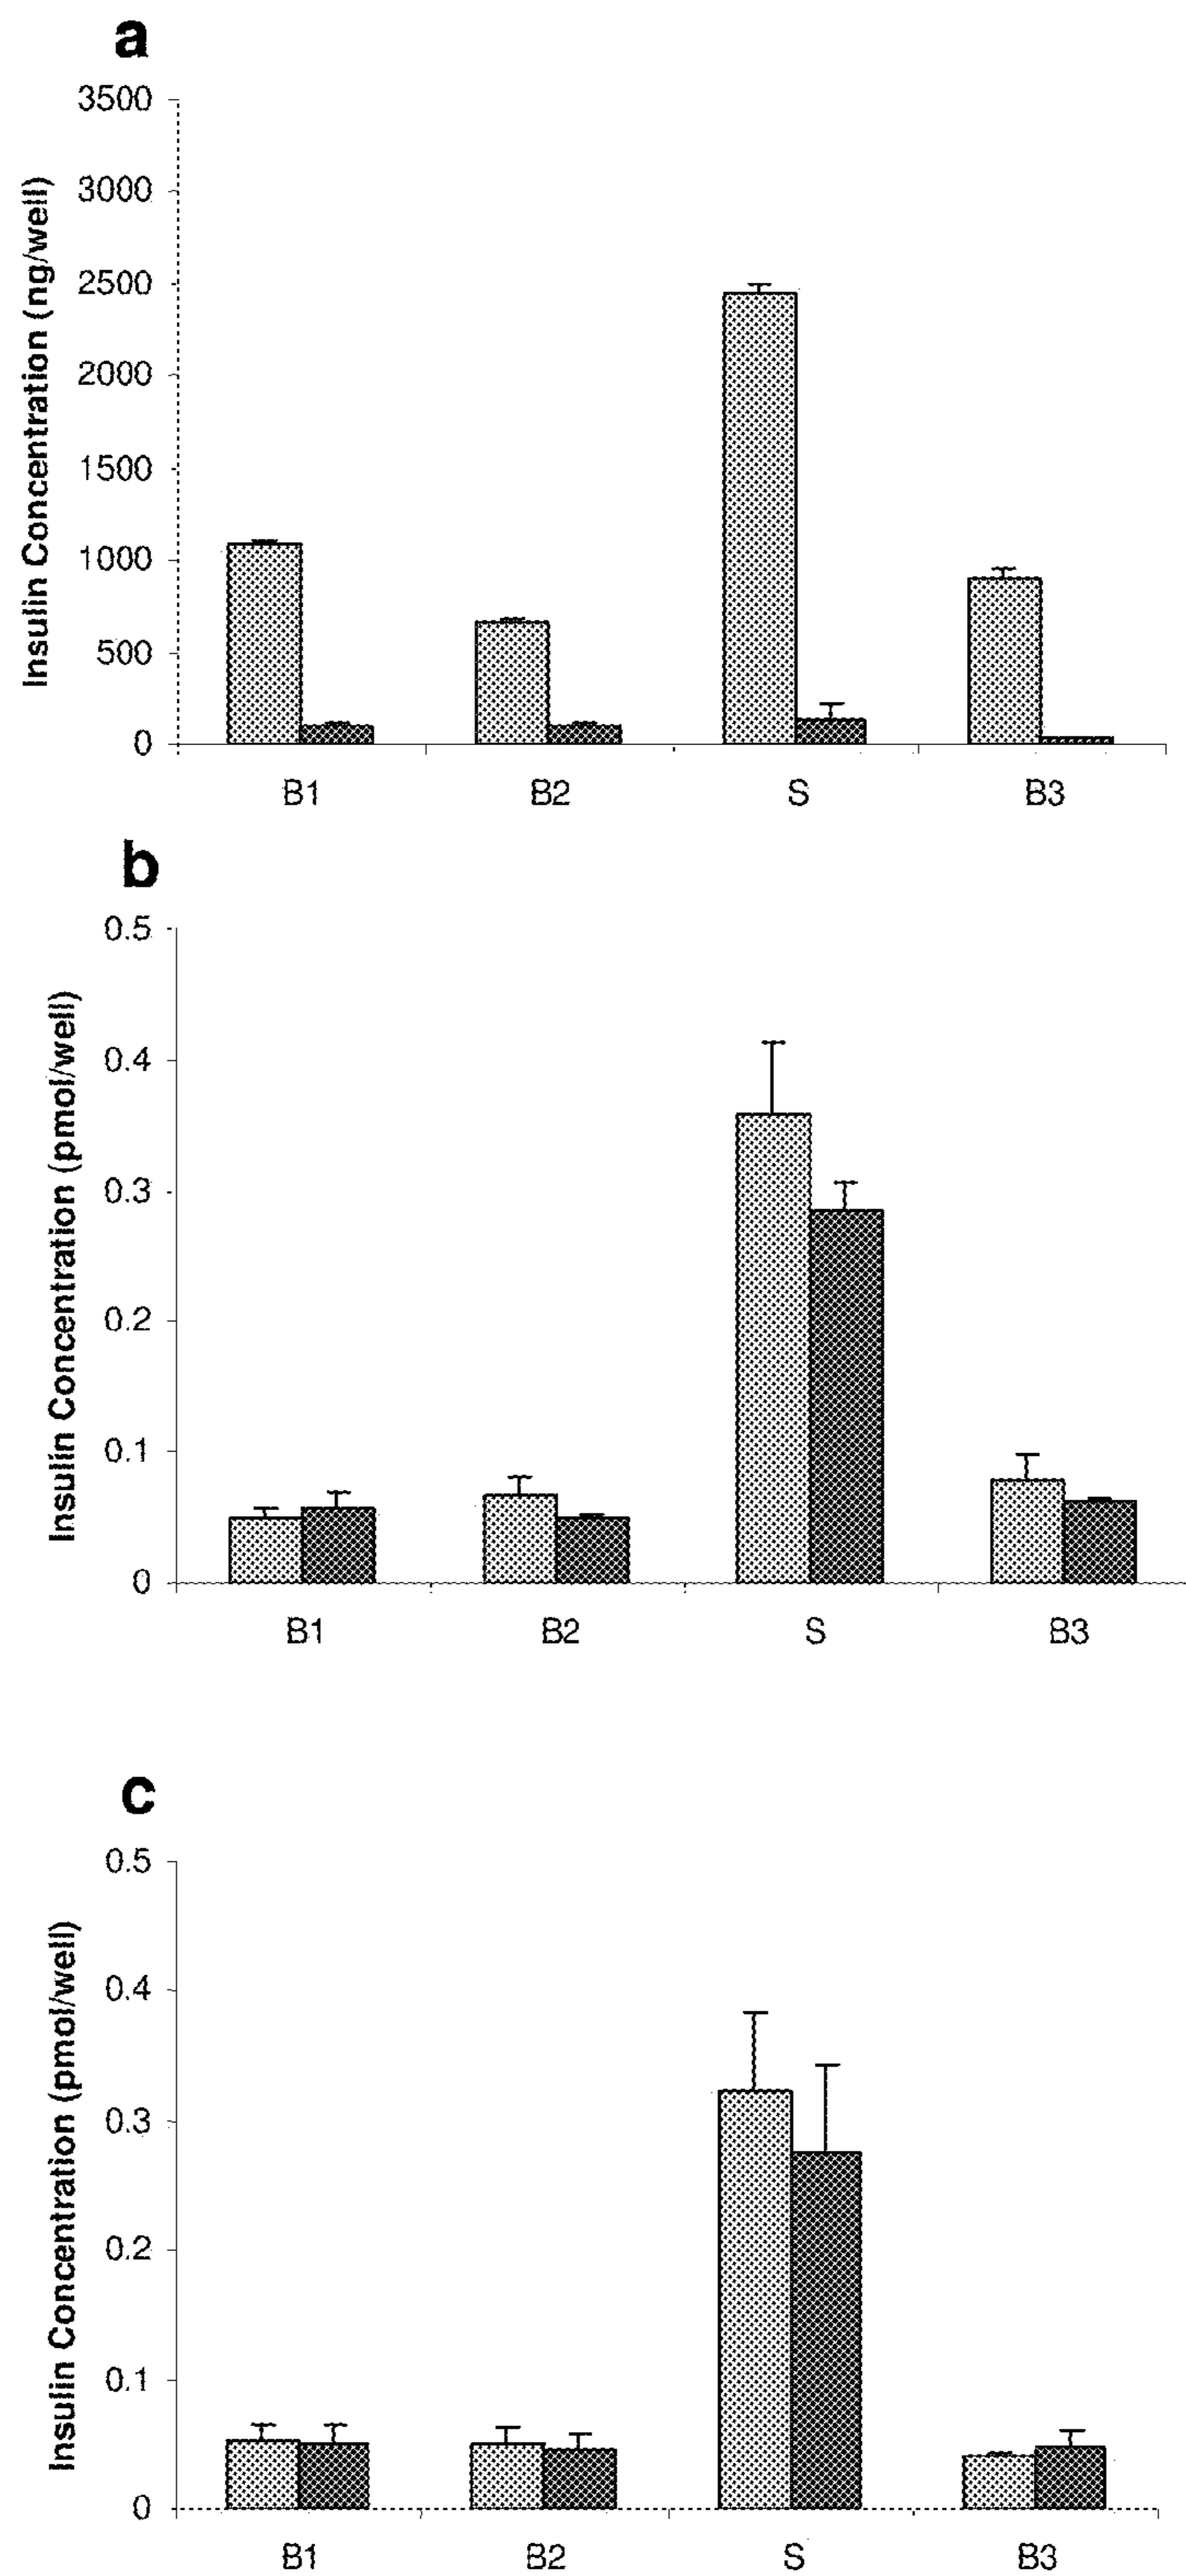 a
Insulin Concentration (ng/well)
3500
3000
2500
2000
1500
1000
500
0
B1 B2 S B3
b
Insulin Concentration (pmol/well)
0.5
0.4
0.3
0.2
0.1
0
B1 B2 S B3
c
Insulin Concentration (pmol/well)
0.5
0.4
0.3
0.2
0.1
0
B1 B2 S B3